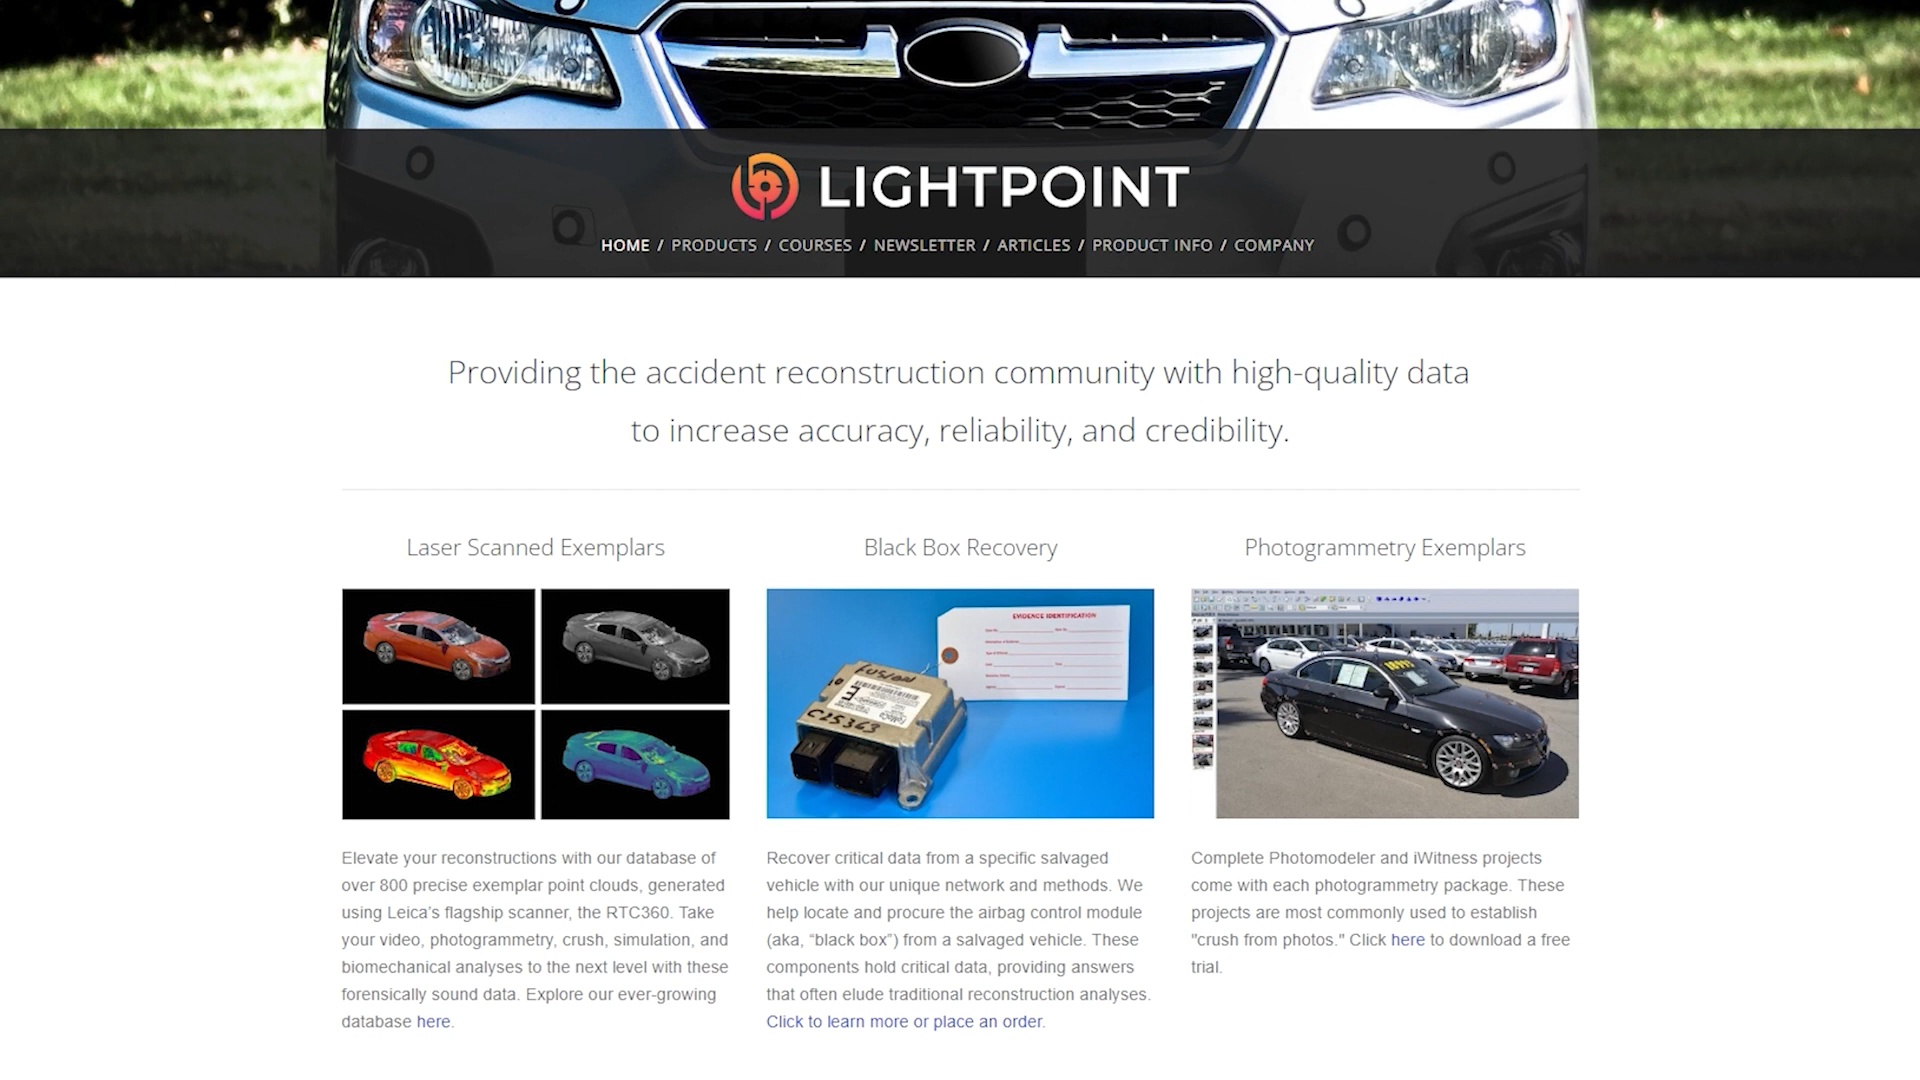 LIGHTPOINT
HOME / PRODUCTS / COURSES / NEWSLETTER / ARTICLES / PRODUCT INFO / COMPANY
Providing the accident reconstruction community with high-quality data
to increase accuracy, reliability, and credibility.
Laser Scanned Exemplars
Elevate your reconstructions with our database of
over 800 precise exemplar point clouds, generated
using Leica’s flagship scanner, the RTC360. Take
your video, photogrammetry, crush, simulation, and
biomechanical analyses to the next level with these
forensically sound data. Explore our ever-growing
database here.
Black Box Recovery
EVIDENCE IDENTIFICATION
FUSION
C25363
Recover critical data from a specific salvaged
vehicle with our unique network and methods. We
help locate and procure the airbag control module
(aka, “black box”) from a salvaged vehicle. These
components hold critical data, providing answers
that often elude traditional reconstruction analyses.
Click to learn more or place an order.
Photogrammetry Exemplars
Complete Photomodeler and iWitness projects
come with each photogrammetry package. These
projects are most commonly used to establish
"crush from photos." Click here to download a free
trial.